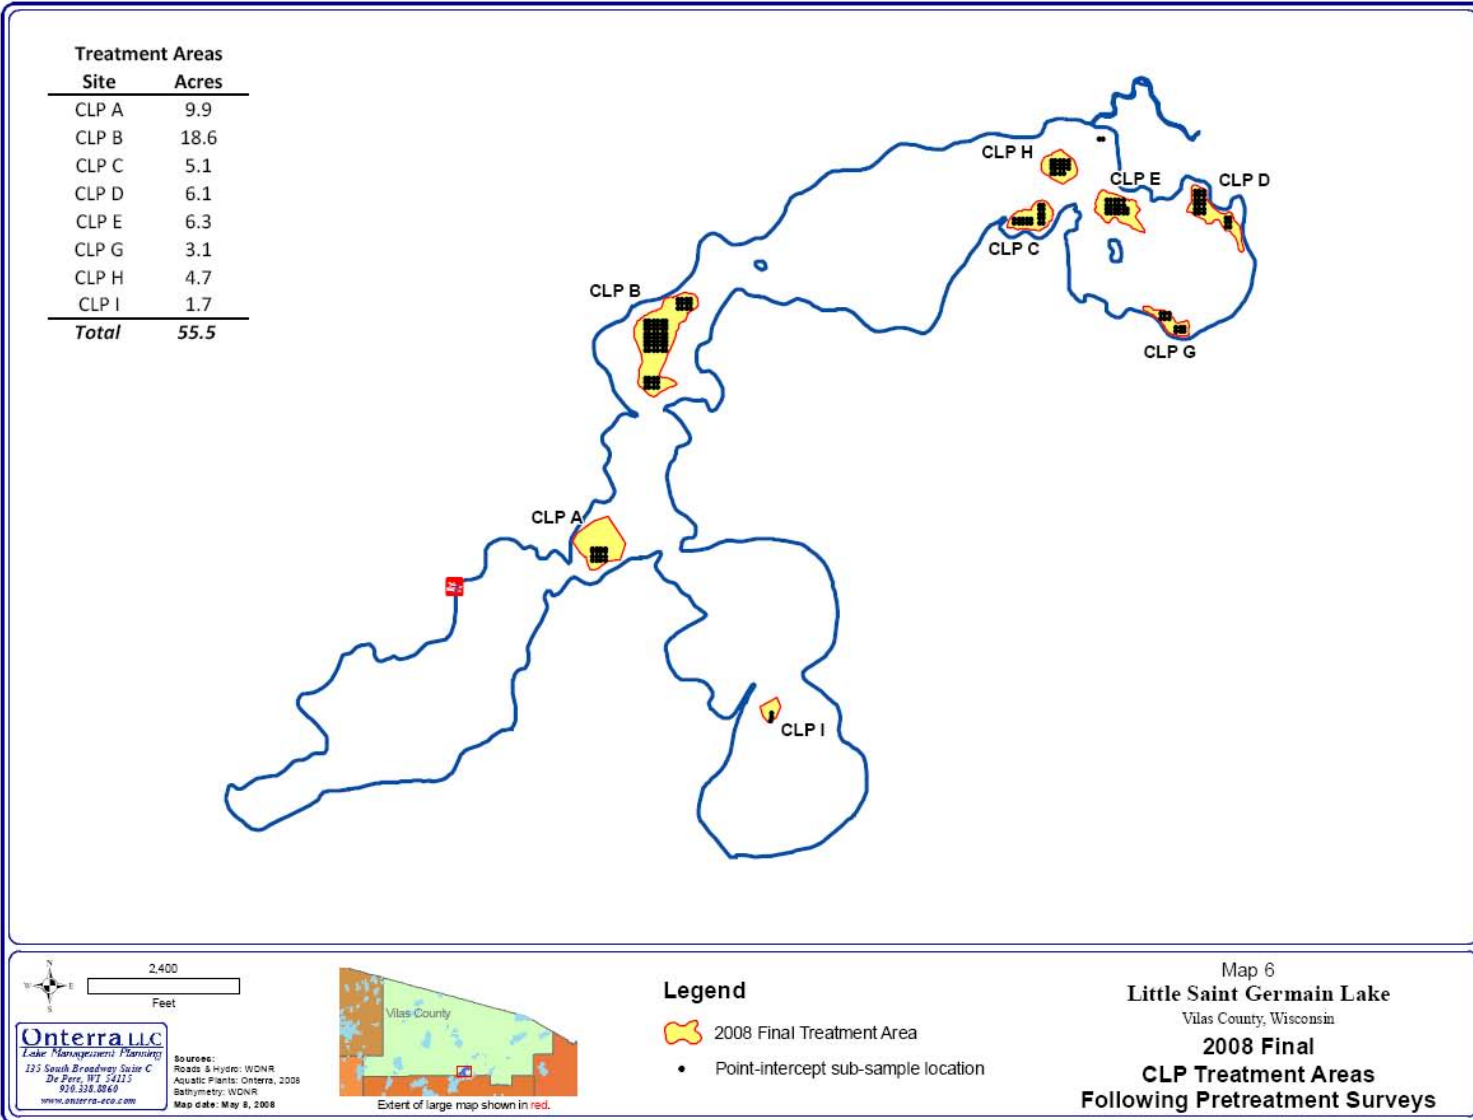 Treatment Areas
Site Acres
CLP A 9.9
CLP B 18.6
CLP C 5.1
CLP D 6.1
CLP E 6.3
CLP G 3.1
CLP H 4.7
CLP I 1.7
Total 55.5
CLP H
CLP E
CLP D
CLP C
CLP B
CLP G
CLP A
CLP I
N
W E
S
2,400
Feet
Onterra LLC
Lake Management Planning
135 South Broadway Suite C
De Pere, WI 54115
920.338.8860
www.onterra-eco.com
Sources:
Roads & Hydro: WDNR
Aquatic Plants: Onterra, 2008
Bathymetry: WDNR
Map date: May 8, 2008
Vilas County
Extent of large map shown in red.
Legend
2008 Final Treatment Area
Point-intercept sub-sample location
Map 6
Little Saint Germain Lake
Vilas County, Wisconsin
2008 Final
CLP Treatment Areas
Following Pretreatment Surveys